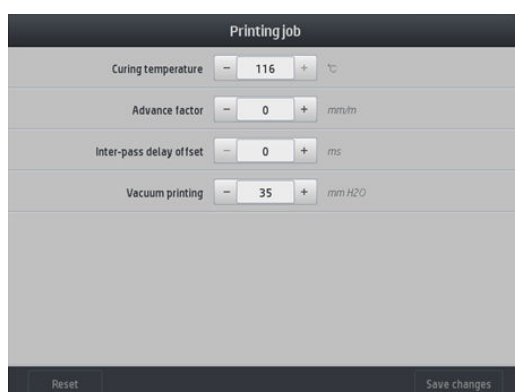 Printing job
Curing temperature - 116 + °C
Advance factor - 0 + mm/m
Inter-pass delay offset - 0 + ms
Vacuum printing - 35 + mm H2O
Reset Save changes